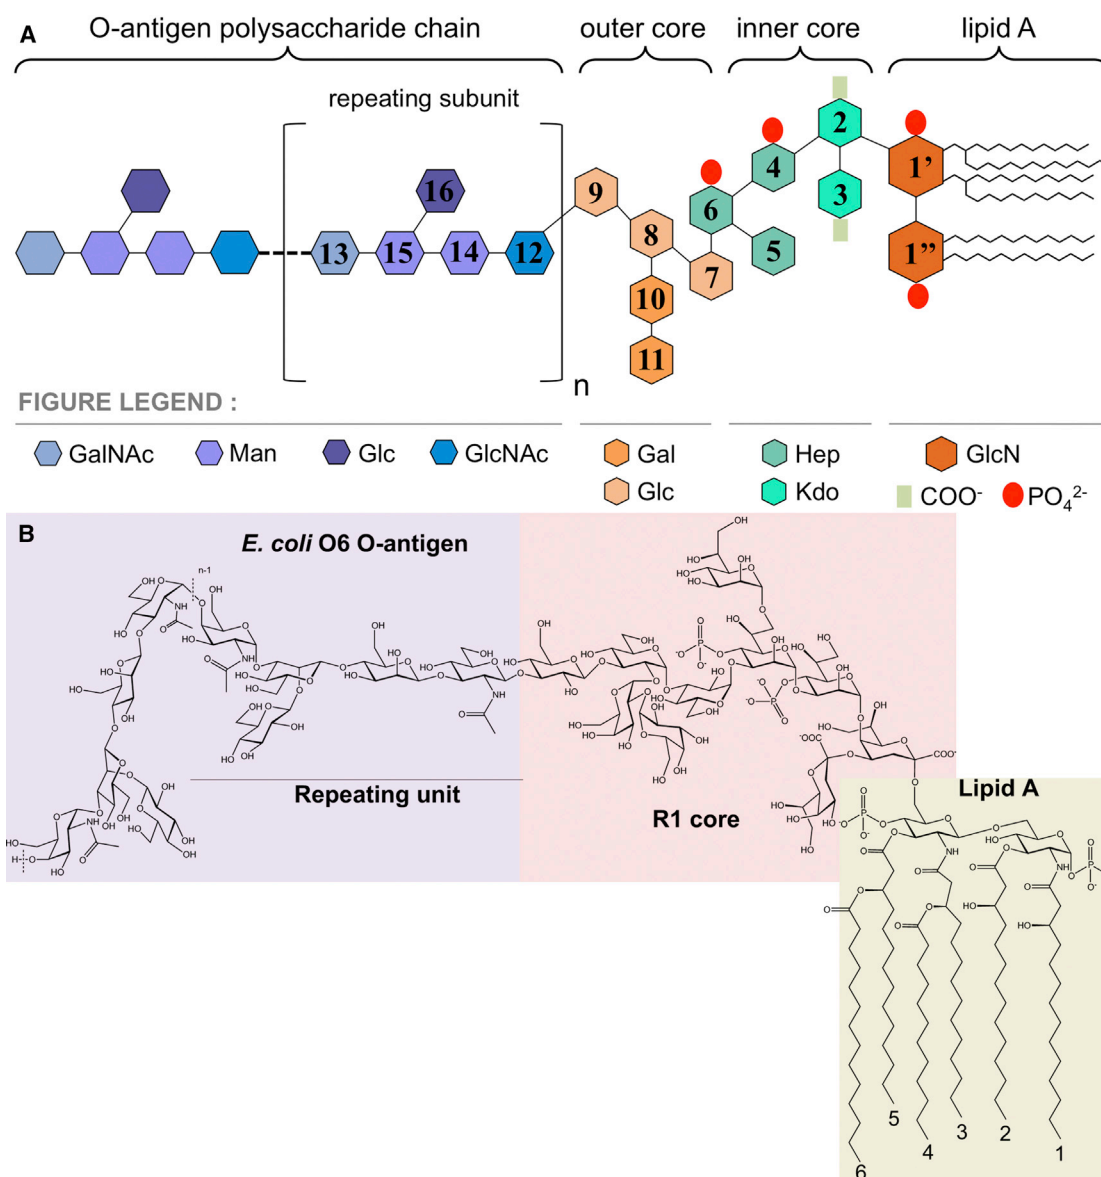 A
O-antigen polysaccharide chain outer core inner core lipid A
repeating subunit
2
16 9 4 1'
6 3
13 15 14 12 8 5 1''
7
10
11
n
FIGURE LEGEND :
GalNAc Man Glc GlcNAc Gal Hep GlcN
Glc Kdo COO⁻ PO₄²⁻
B
E. coli O6 O-antigen
n-1
Repeating unit
R1 core
Lipid A
5
3
2
4
1
6